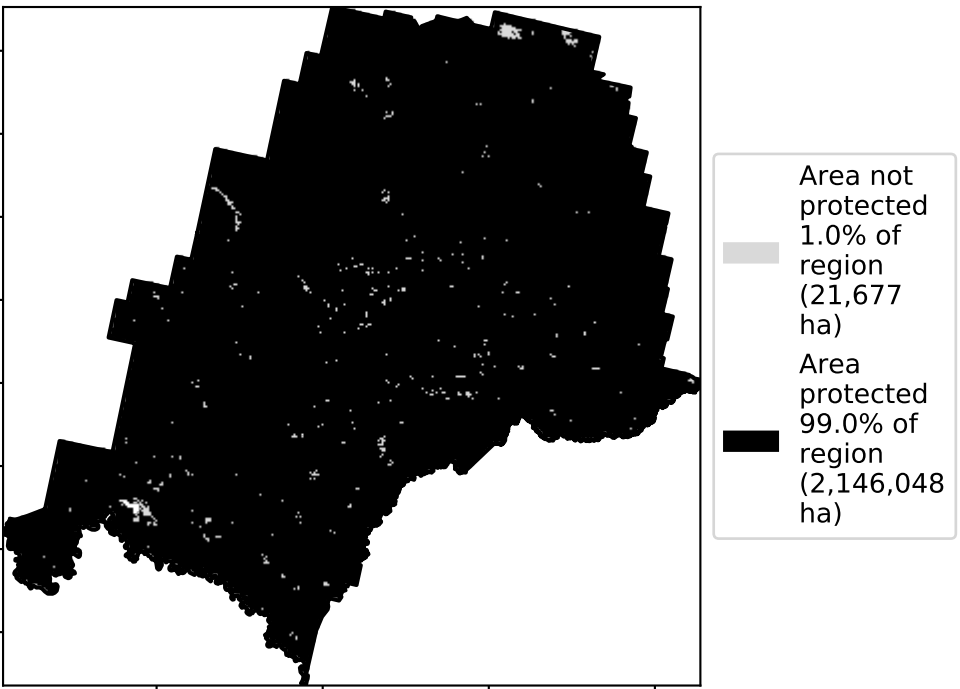 Area not
protected
1.0% of
region
(21,677
ha)
Area
protected
99.0% of
region
(2,146,048
ha)